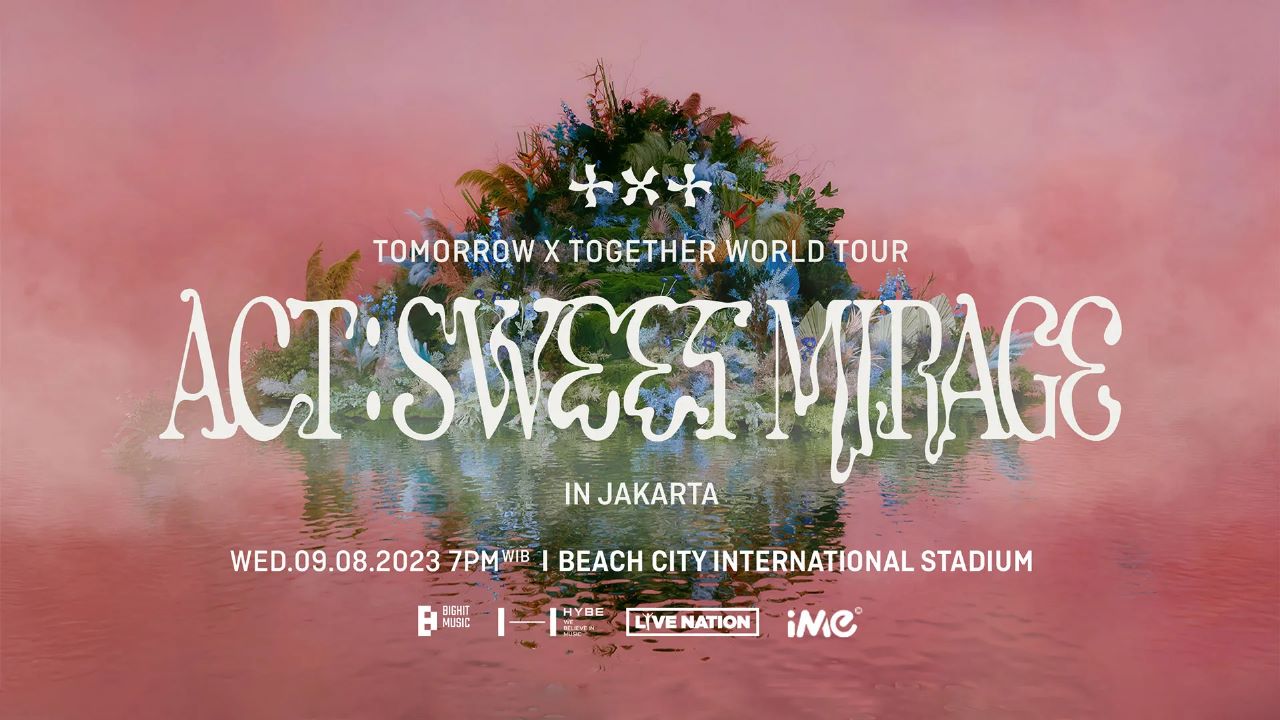 TXT
TOMORROW X TOGETHER WORLD TOUR
ACT: SWEET MIRAGE
IN JAKARTA
WED.09.08.2023 7PM WIB | BEACH CITY INTERNATIONAL STADIUM
BIGHIT MUSIC HYBE WE BELIEVE IN MUSIC LIVE NATION iME©